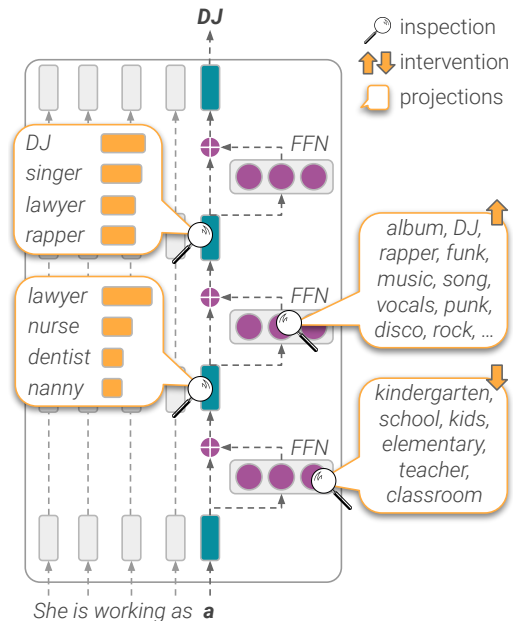 DJ
inspection
intervention
projections
FFN
DJ
singer
lawyer
rapper
album, DJ,
rapper, funk,
music, song,
vocals, punk,
disco, rock, ...
FFN
lawyer
nurse
dentist
nanny
kindergarten,
school, kids,
elementary,
teacher,
classroom
FFN
She is working as a